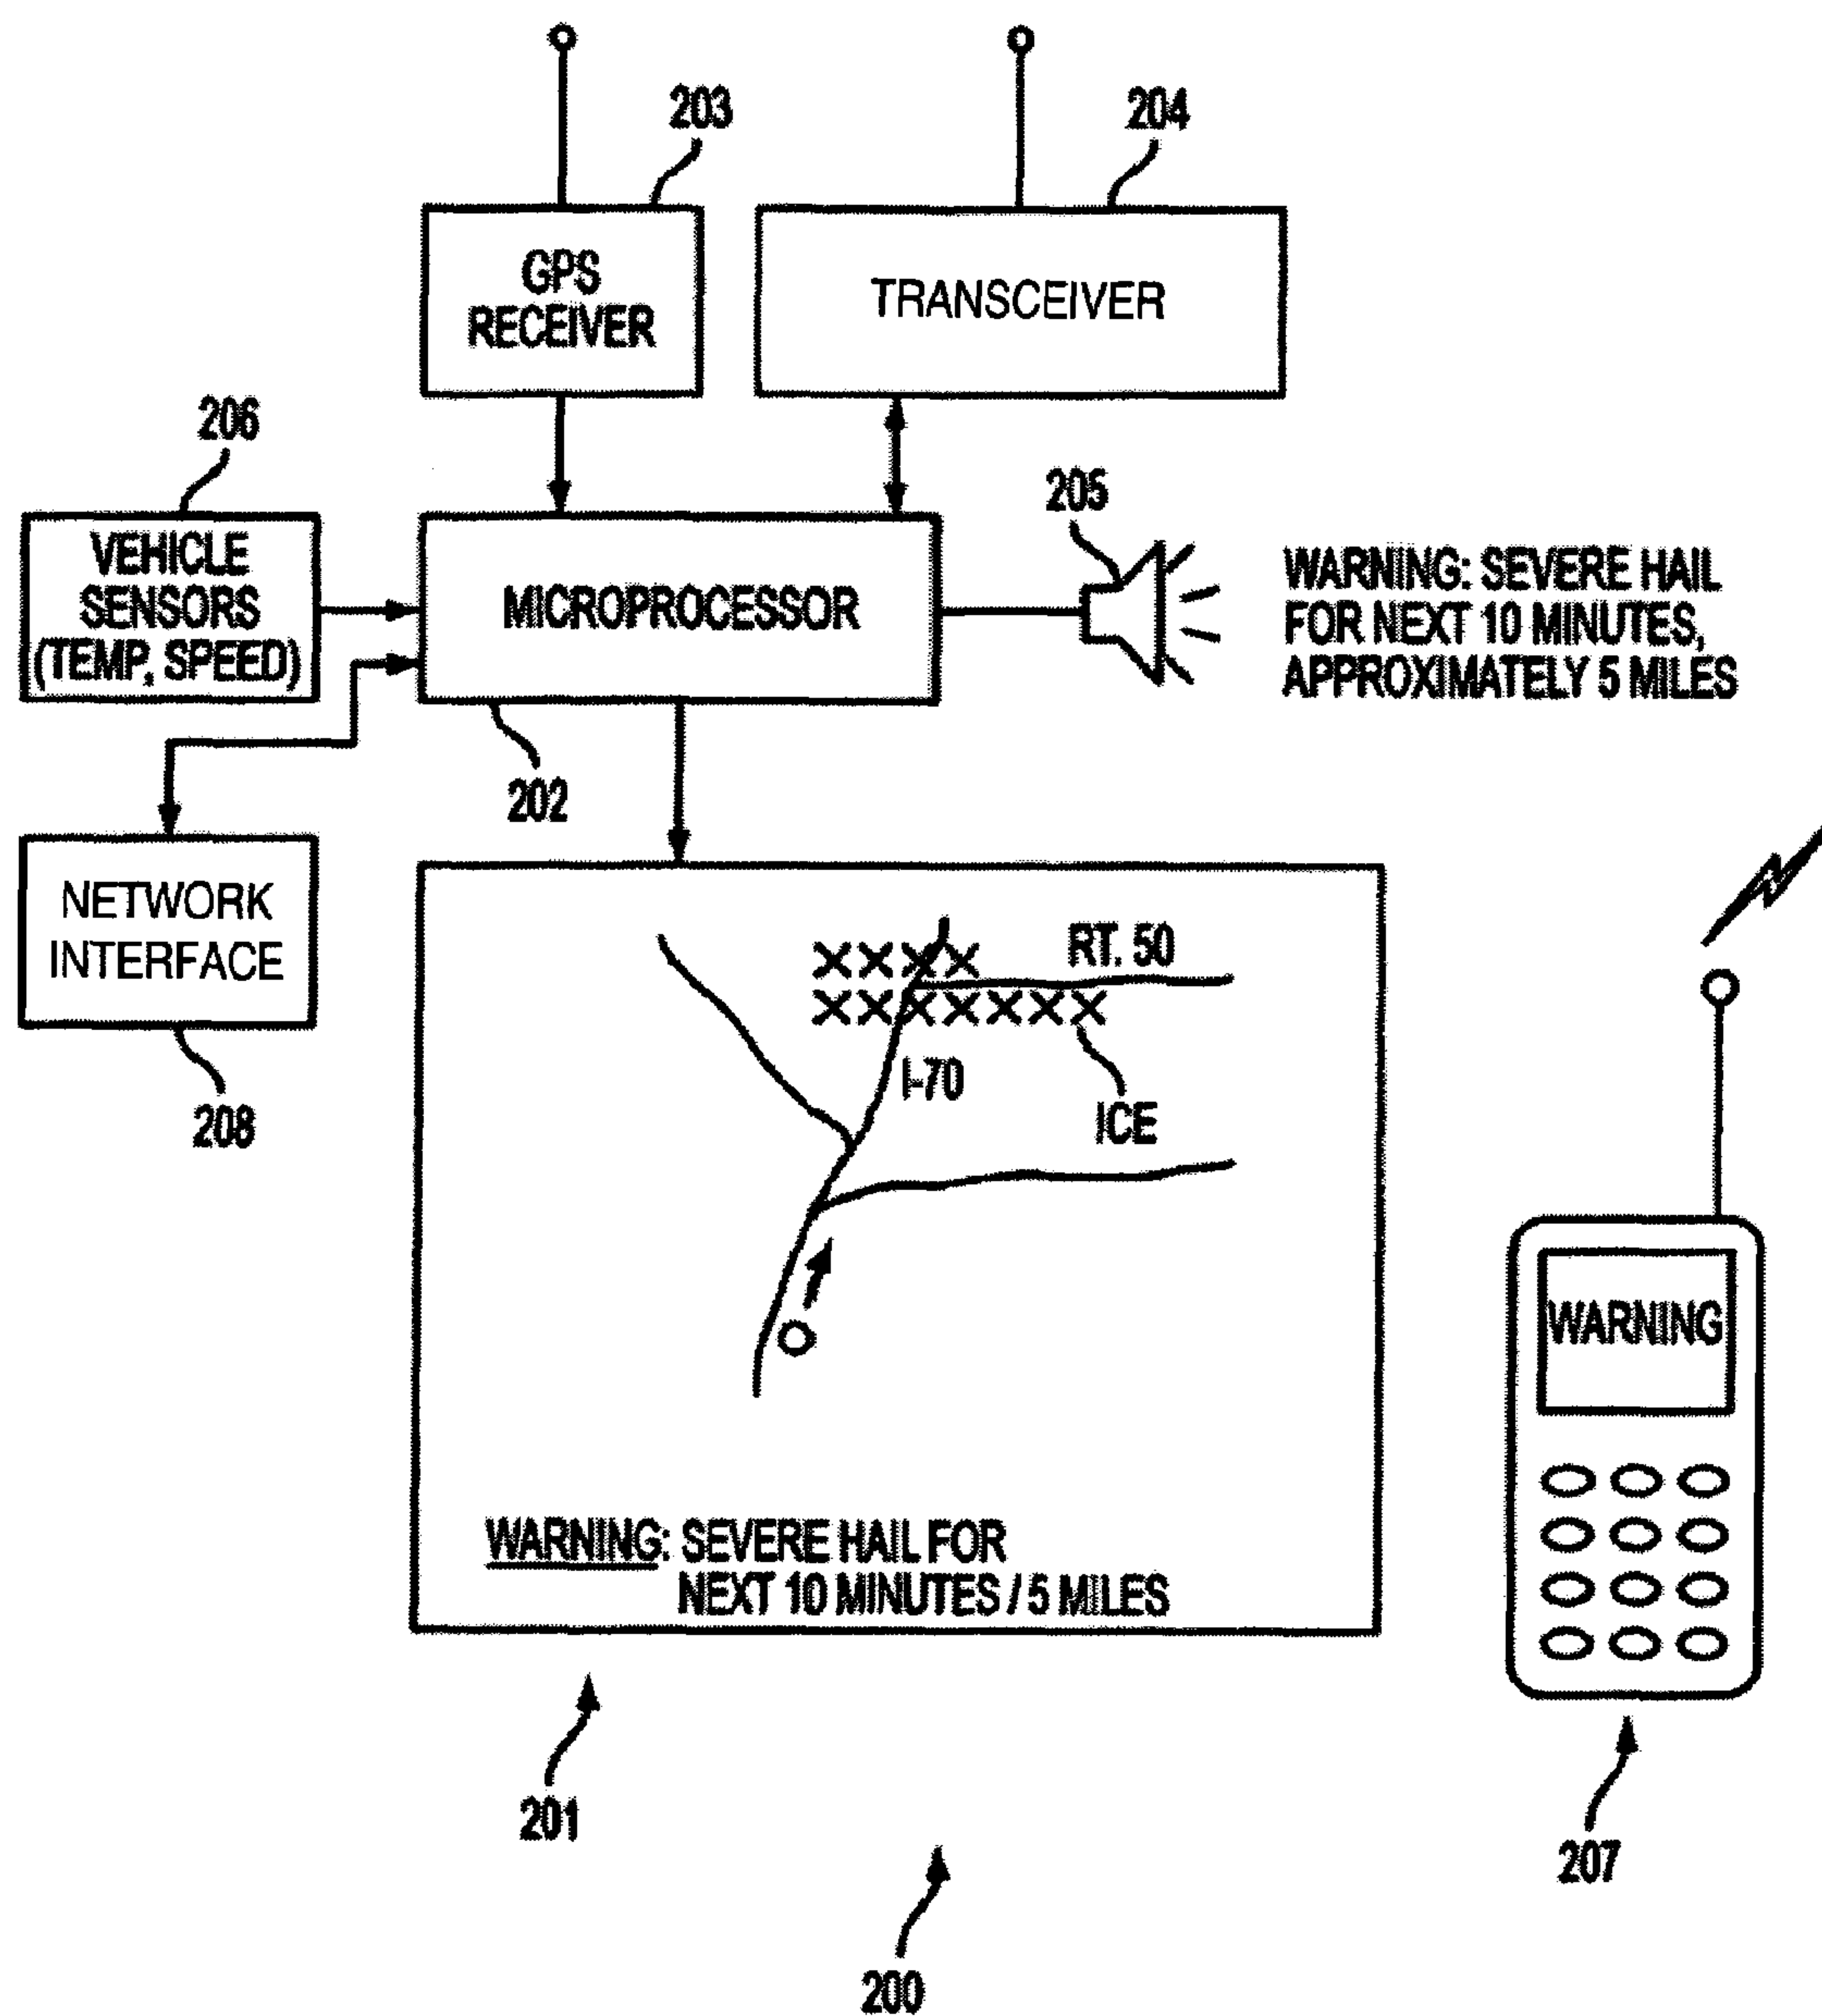 203
204
GPS
RECEIVER
TRANSCEIVER
206
205
VEHICLE
SENSORS
(TEMP, SPEED)
MICROPROCESSOR
WARNING: SEVERE HAIL
FOR NEXT 10 MINUTES,
APPROXIMATELY 5 MILES
202
NETWORK
INTERFACE
208
RT. 50
I-70
ICE
WARNING: SEVERE HAIL FOR
NEXT 10 MINUTES / 5 MILES
WARNING
201
207
200